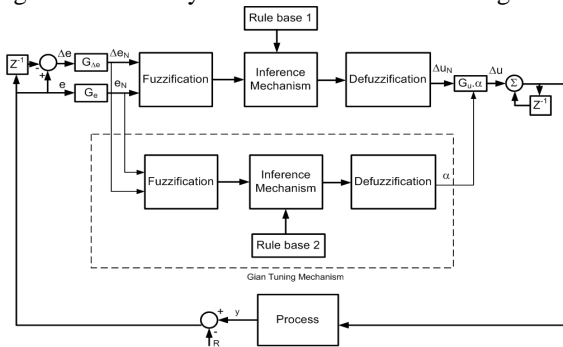 Rule base 1
Z⁻¹
-
+
Δe
G_Δe
Δe_N
e
G_e
e_N
Fuzzification
Inference Mechanism
Defuzzification
Δu_N
G_u.α
Δu
Σ
Z⁻¹
Fuzzification
Inference
Mechanism
Defuzzification
α
Rule base 2
Gian Tuning Mechanism
+
-
R
y
Process